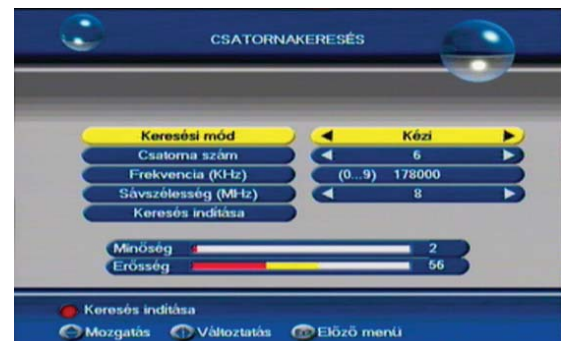 CSATORNAKERESÉS
Keresési mód ◀ Kézi ▶
Csatorna szám ◀ 6 ▶
Frekvencia (KHz) (0...9) 178000
Sávszélesség (MHz) ◀ 8 ▶
Keresés indítása
Minőség 2
Erősség 56
Keresés indítása
Mozgatás Változtatás Előző menü